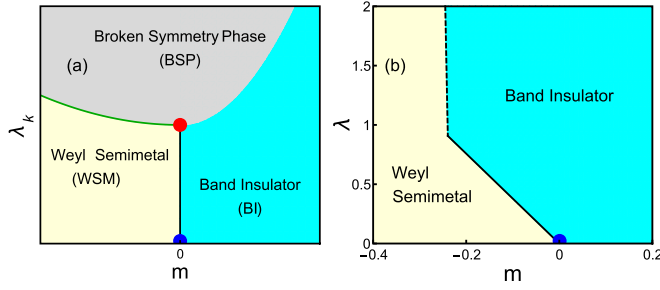 Broken Symmetry Phase
(BSP)
(a)
λk
Weyl Semimetal
(WSM)
Band Insulator
(BI)
0
m
2
1.5
1
0.5
0
λ
(b)
Band Insulator
Weyl
Semimetal
−0.4
−0.2
0
0.2
m